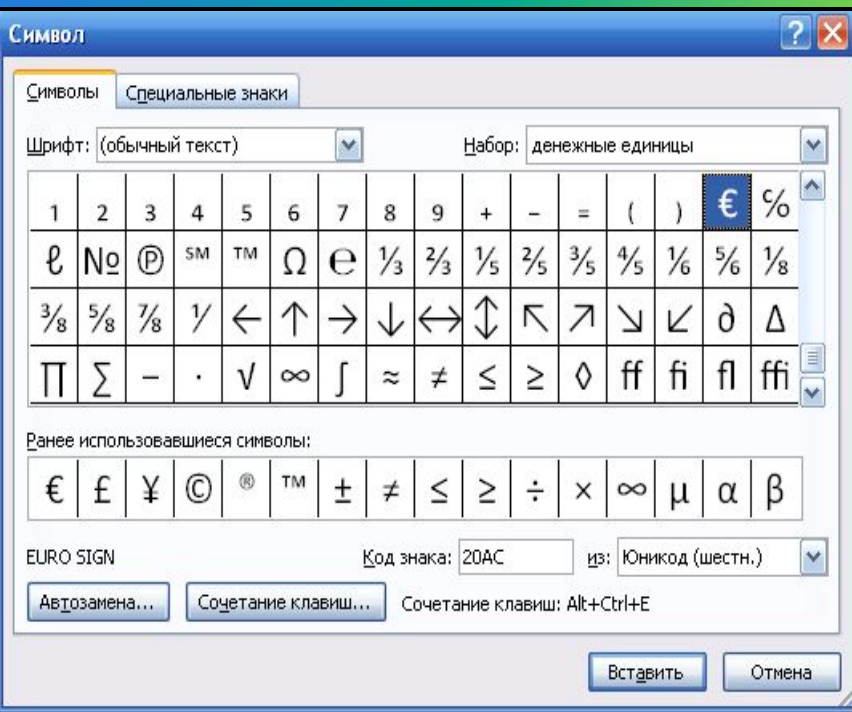 Символ
Символы Специальные знаки
Шрифт: (обычный текст) Набор: денежные единицы
1 2 3 4 5 6 7 8 9 + − = ( ) € ℅
ℓ № ℗ ℠ ™ Ω ℮ ⅓ ⅔ ⅕ ⅖ ⅗ ⅘ ⅙ ⅚ ⅛
⅜ ⅝ ⅞ ⅟ ← ↑ → ↓ ↔ ↕ ↖ ↗ ↘ ↙ ∂ ∆
∏ ∑ − ∙ √ ∞ ∫ ≈ ≠ ≤ ≥ ◊ ff fi fl ffi
Ранее использовавшиеся символы:
€ £ ¥ © ® ™ ± ≠ ≤ ≥ ÷ × ∞ µ α β
EURO SIGN Код знака: 20AC из: Юникод (шестн.)
Автозамена... Сочетание клавиш... Сочетание клавиш: Alt+Ctrl+E
Вставить Отмена